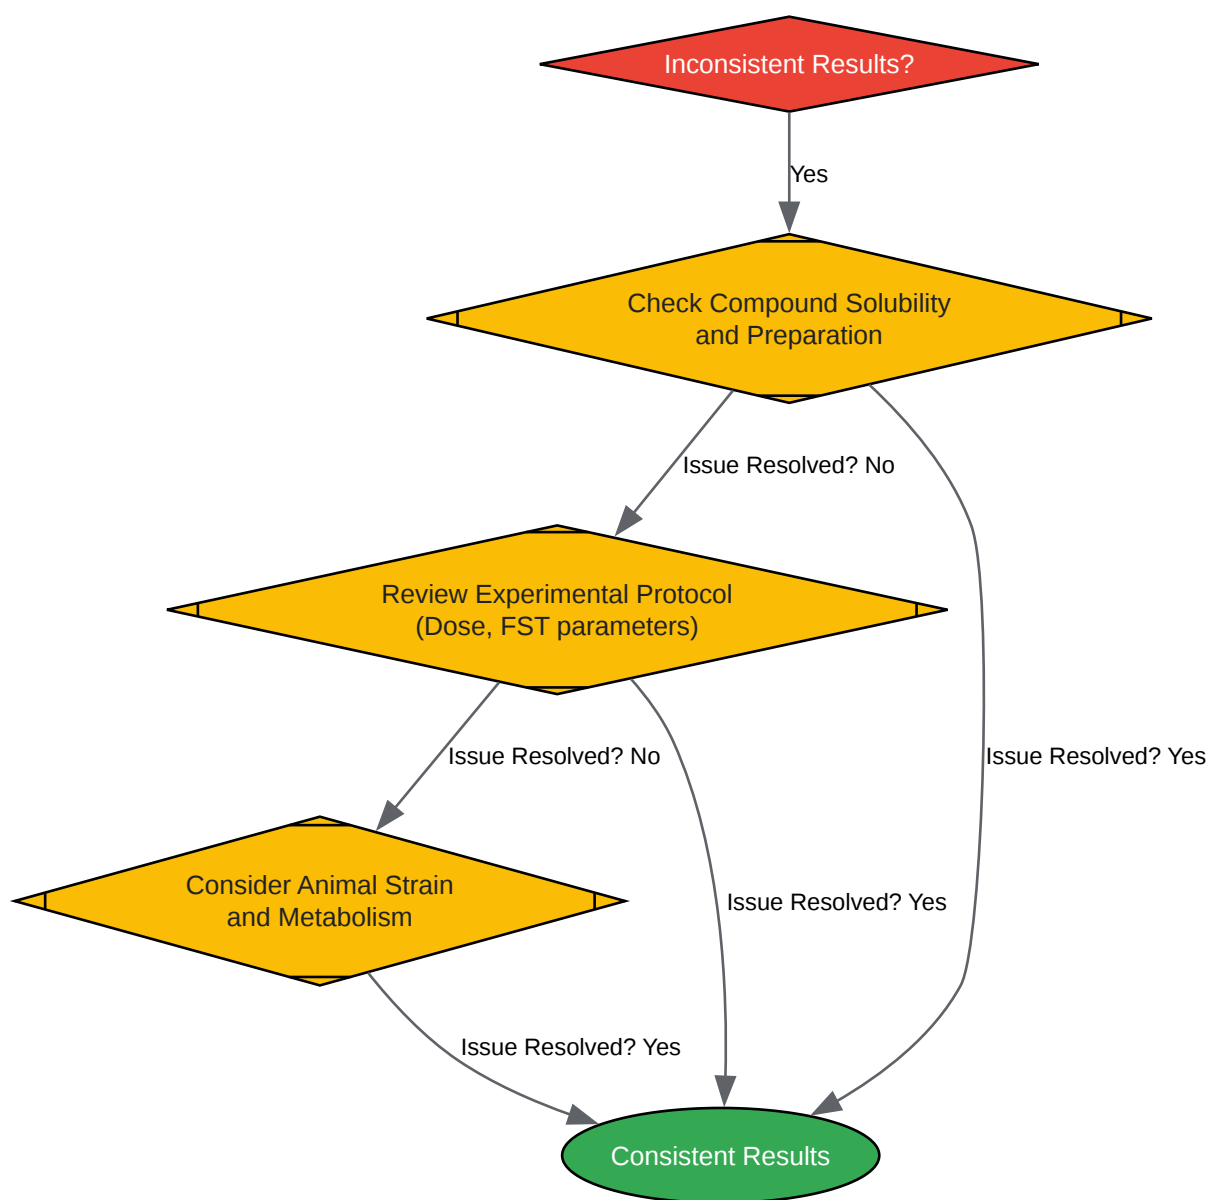 Inconsistent Results?
Yes
Check Compound Solubility
and Preparation
Issue Resolved? No
Review Experimental Protocol
(Dose, FST parameters)
Issue Resolved? No
Issue Resolved? Yes
Consider Animal Strain
and Metabolism
Issue Resolved? Yes
Issue Resolved? Yes
Consistent Results